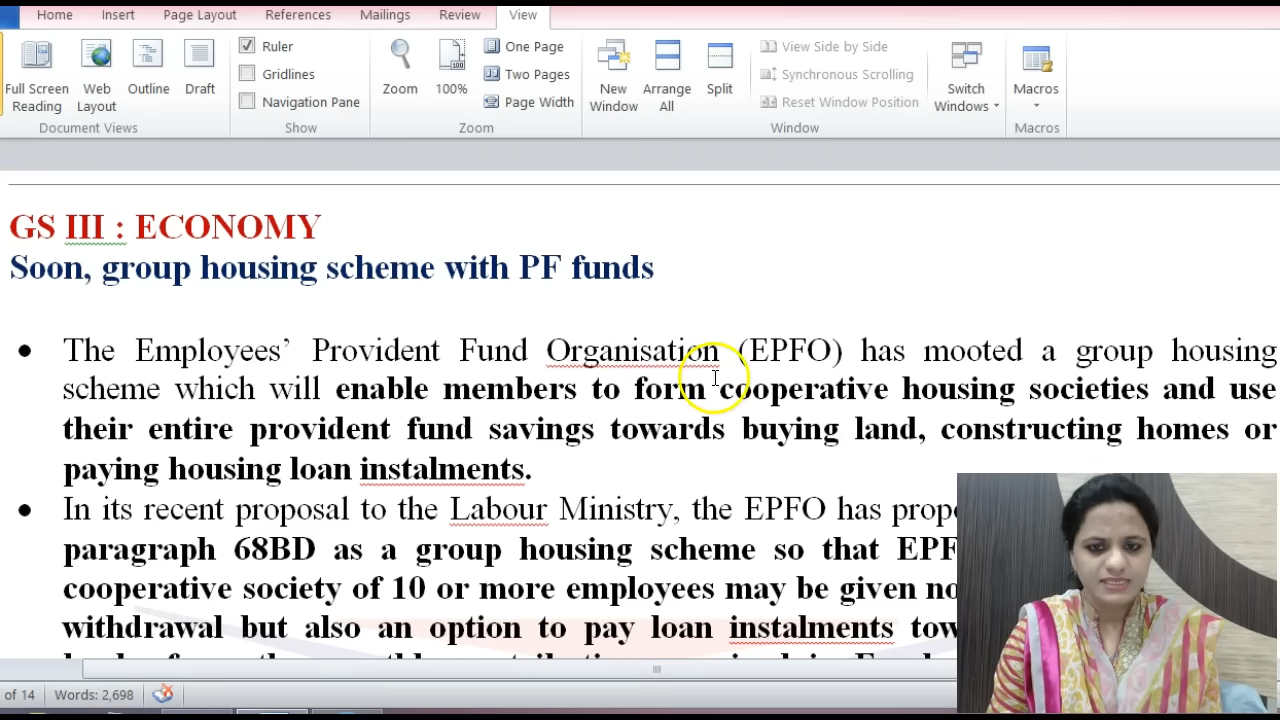 Home Insert Page Layout References Mailings Review View
Full Screen Reading
Web Layout
Outline
Draft
Document Views
Ruler
Gridlines
Navigation Pane
Show
Zoom
100%
One Page
Two Pages
Page Width
Zoom
New Window
Arrange All
Split
View Side by Side
Synchronous Scrolling
Reset Window Position
Window
Switch Windows
Macros
Macros
GS III : ECONOMY
Soon, group housing scheme with PF funds
• The Employees’ Provident Fund Organisation (EPFO) has mooted a group housing
scheme which will enable members to form cooperative housing societies and use
their entire provident fund savings towards buying land, constructing homes or
paying housing loan instalments.
• In its recent proposal to the Labour Ministry, the EPFO has
paragraph 68BD as a group housing scheme so that
cooperative society of 10 or more employees may be given
withdrawal but also an option to pay loan instalments
of 14 Words: 2,698